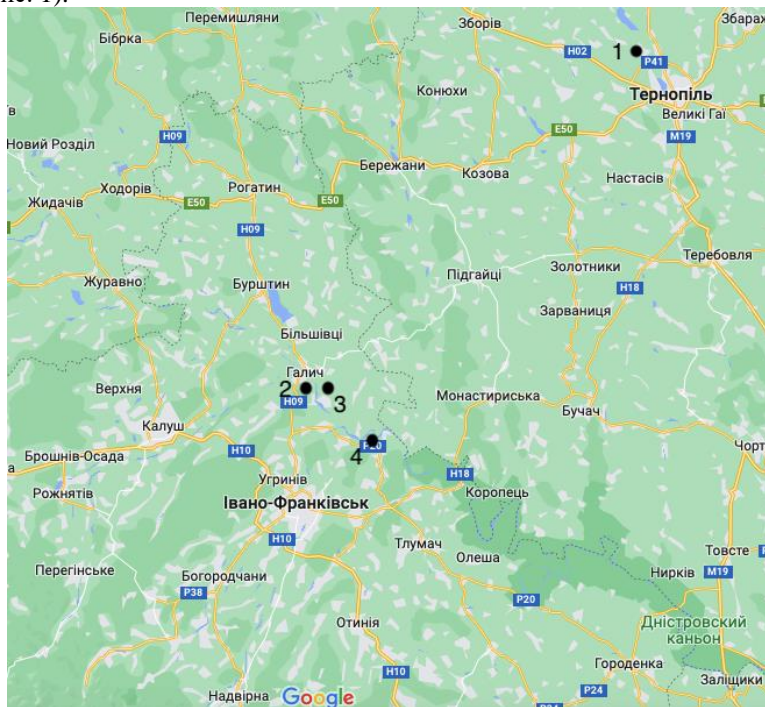 Перемишляни
Зборів
Збараж
Бібрка
H02
1
P41
Конюхи
Тернопіль
Великі Гаї
H09
E50
M19
Новий Розділ
Бережани
Козова
Настасів
Ходорів
Рогатин
E50
E50
Жидачів
H09
Теребовля
Підгайці
Золотники
Журавно
Бурштин
H18
Зарваниця
Більшівці
Галич
2
3
H09
Верхня
Монастириська
Бучач
Калуш
4
P20
Брошнів-Осада
H10
H18
Угринів
Рожнятів
Коропець
Івано-Франківськ
H10
Тлумач
Товсте
Олеша
Перегінське
Богородчани
Нирків
M19
P38
P20
Отинія
Дністровский
каньон
Городенка
H10
Заліщики
Надвірна
Google
P24
P24